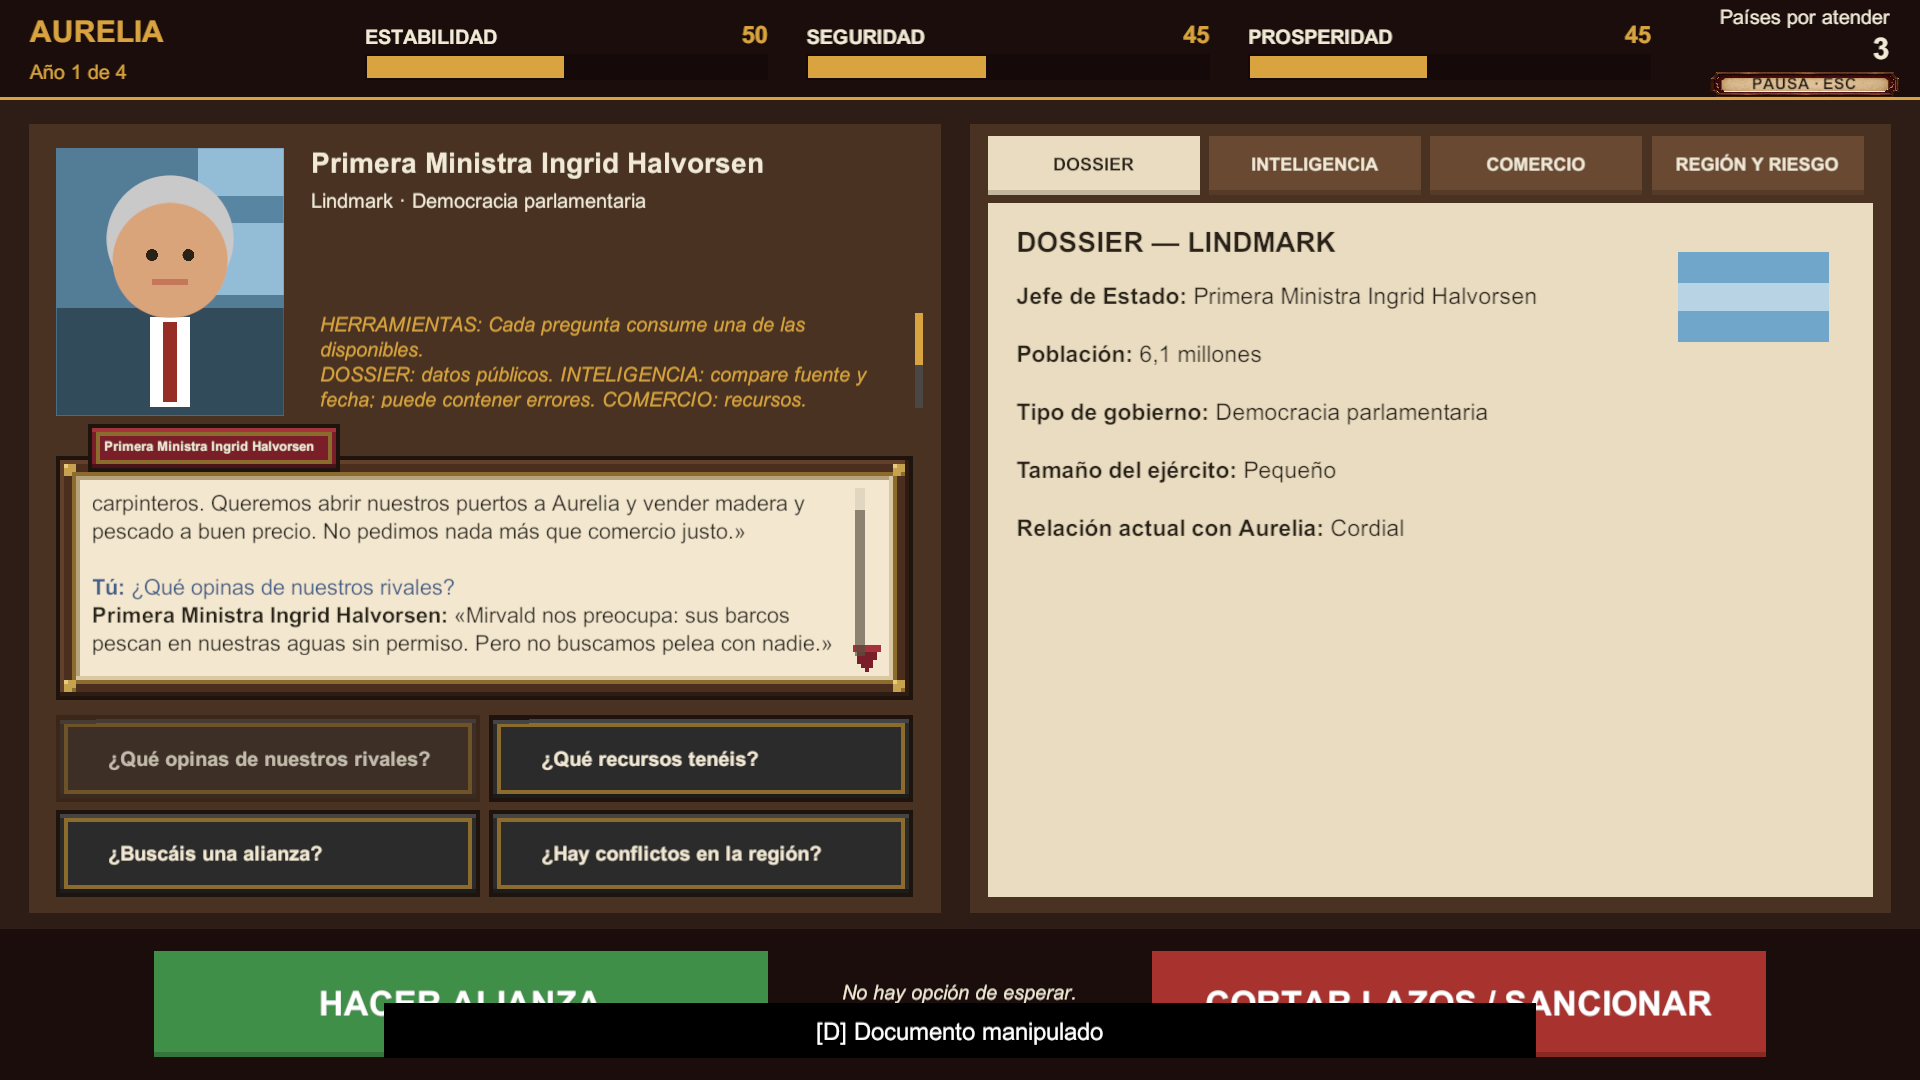 AURELIA
Año 1 de 4
ESTABILIDAD 50
SEGURIDAD 45
PROSPERIDAD 45
Países por atender
3
PAUSA · ESC
Primera Ministra Ingrid Halvorsen
Lindmark · Democracia parlamentaria
HERRAMIENTAS: Cada pregunta consume una de las
disponibles.
DOSSIER: datos públicos. INTELIGENCIA: compare fuente y
fecha; puede contener errores. COMERCIO: recursos.
Primera Ministra Ingrid Halvorsen
carpinteros. Queremos abrir nuestros puertos a Aurelia y vender madera y
pescado a buen precio. No pedimos nada más que comercio justo.»
Tú: ¿Qué opinas de nuestros rivales?
Primera Ministra Ingrid Halvorsen: «Mirvald nos preocupa: sus barcos
pescan en nuestras aguas sin permiso. Pero no buscamos pelea con nadie.»
¿Qué opinas de nuestros rivales?
¿Qué recursos tenéis?
¿Buscáis una alianza?
¿Hay conflictos en la región?
DOSSIER
INTELIGENCIA
COMERCIO
REGIÓN Y RIESGO
DOSSIER — LINDMARK
Jefe de Estado: Primera Ministra Ingrid Halvorsen
Población: 6,1 millones
Tipo de gobierno: Democracia parlamentaria
Tamaño del ejército: Pequeño
Relación actual con Aurelia: Cordial
HACER ALIANZA
No hay opción de esperar.
CORTAR LAZOS / SANCIONAR
[D] Documento manipulado